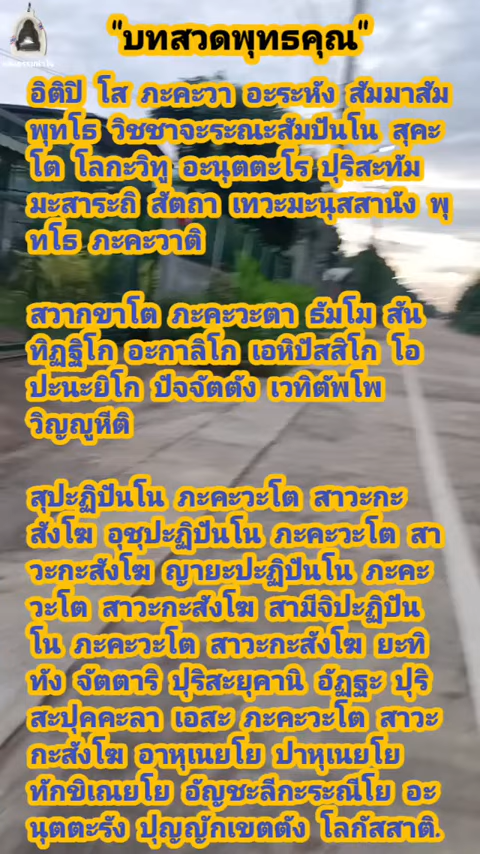 "บทสวดพุทธคุณ"
อิติปิ โส ภะคะวา อะระหัง สัมมาสัม
พุทโธ วิชชาจะระณะสัมปันโน สุคะ
โต โลกะวิทู อะนุตตะโร ปุริสะทัม
มะสาระถิ สัตถา เทวะมะนุสสานัง พุ
ทโธ ภะคะวาติ
สวากขาโต ภะคะวะตา ธัมโม สัน
ทิฏฐิโก อะกาลิโก เอหิปัสสิโก โอ
ปะนะยิโก ปัจจัตตัง เวทิตัพโพ
วิญญูหีติ
สุปะฏิปันโน ภะคะวะโต สาวะกะ
สังโฆ อุชุปะฏิปันโน ภะคะวะโต สา
วะกะสังโฆ ญายะปะฏิปันโน ภะคะ
วะโต สาวะกะสังโฆ สามีจิปะฏิปัน
โน ภะคะวะโต สาวะกะสังโฆ ยะทิ
ทัง จัตตาริ ปุริสะยุคานิ อัฏฐะ ปุริ
สะปุคคะลา เอสะ ภะคะวะโต สาวะ
กะสังโฆ อาหุเนยโย ปาหุเนยโย
ทักขิเณยโย อัญชะลีกะระณีโย อะ
นุตตะรัง ปุญญักเขตตัง โลกัสสาติ.